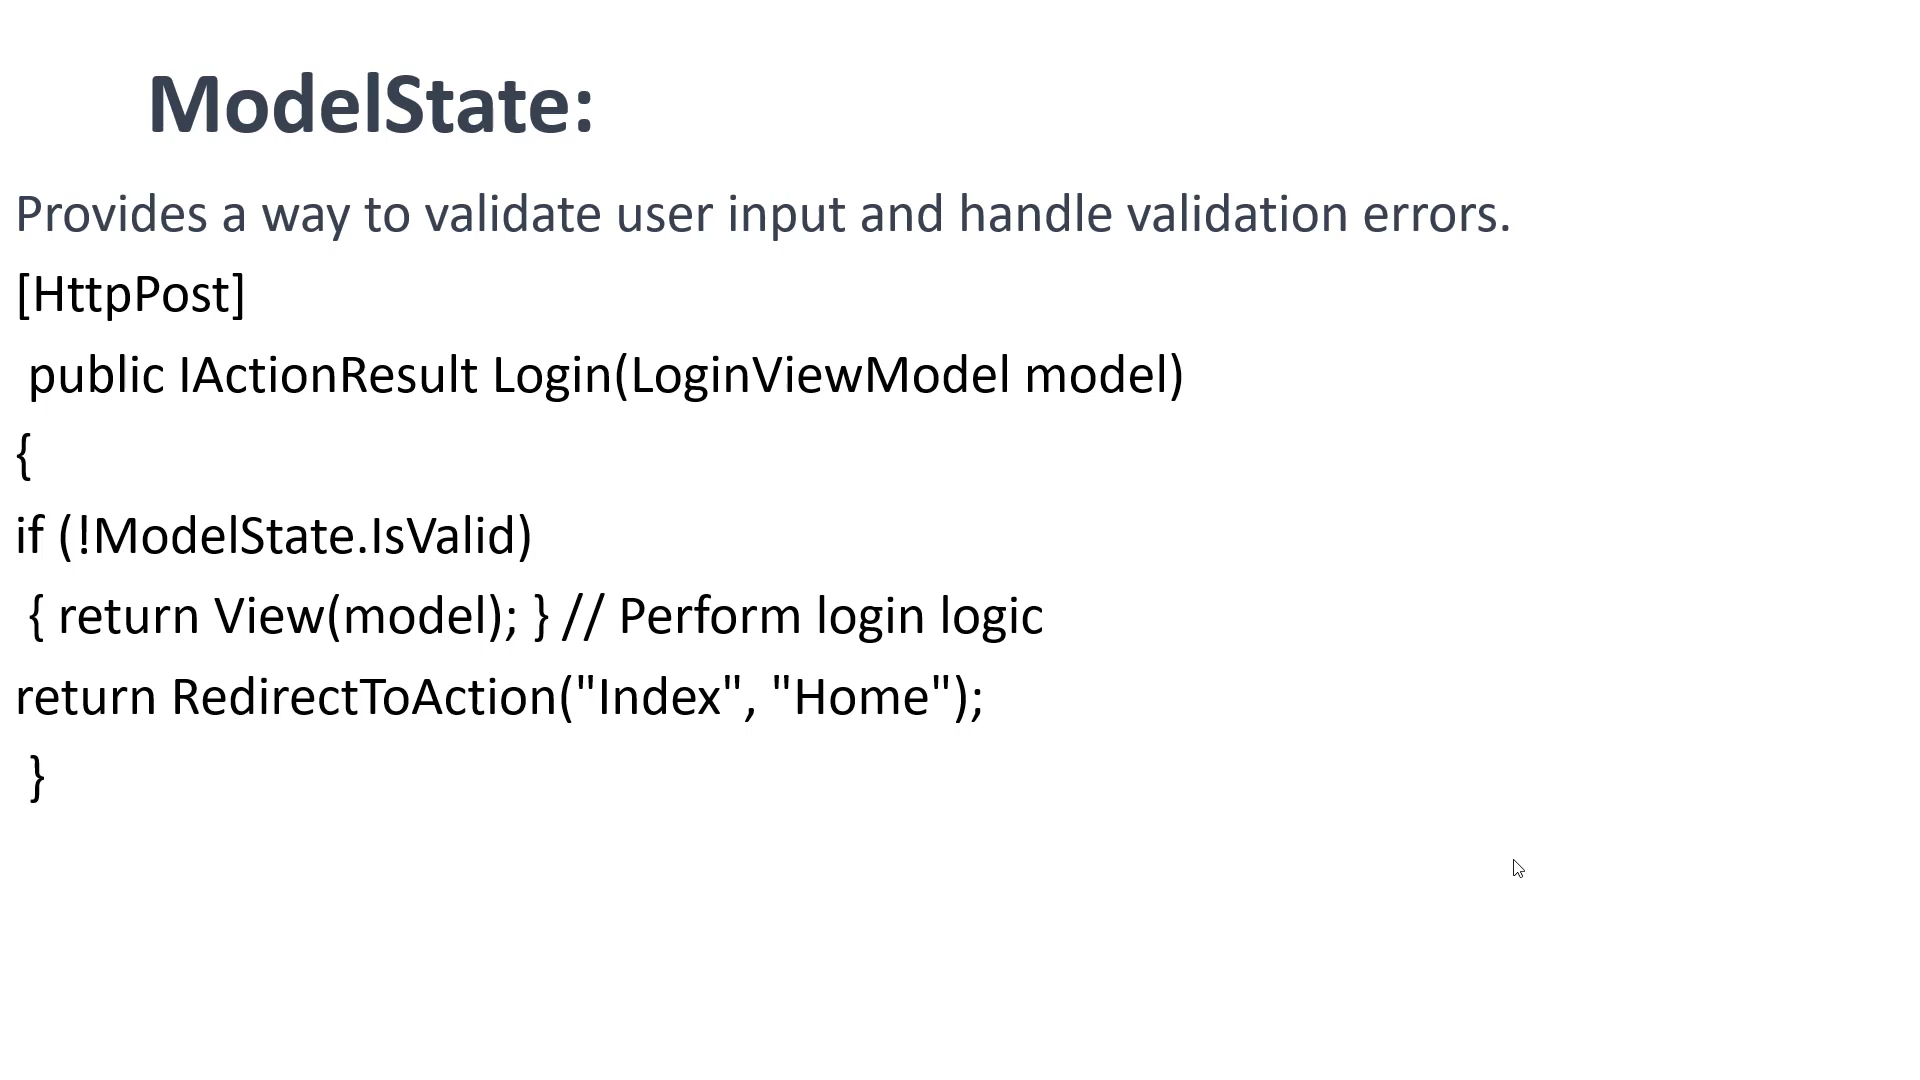 ModelState:
Provides a way to validate user input and handle validation errors.
[HttpPost]
public IActionResult Login(LoginViewModel model)
{
if (!ModelState.IsValid)
{ return View(model); } // Perform login logic
return RedirectToAction("Index", "Home");
}